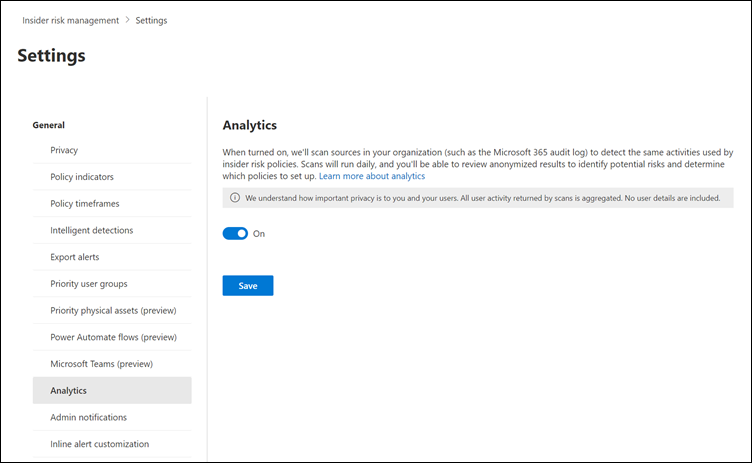 Insider risk management > Settings
Settings
General
Privacy
Policy indicators
Policy timeframes
Intelligent detections
Export alerts
Priority user groups
Priority physical assets (preview)
Power Automate flows (preview)
Microsoft Teams (preview)
Analytics
Admin notifications
Inline alert customization
Analytics
When turned on, we'll scan sources in your organization (such as the Microsoft 365 audit log) to detect the same activities used by
insider risk policies. Scans will run daily, and you'll be able to review anonymized results to identify potential risks and determine
which policies to set up. Learn more about analytics
We understand how important privacy is to you and your users. All user activity returned by scans is aggregated. No user details are included.
On
Save